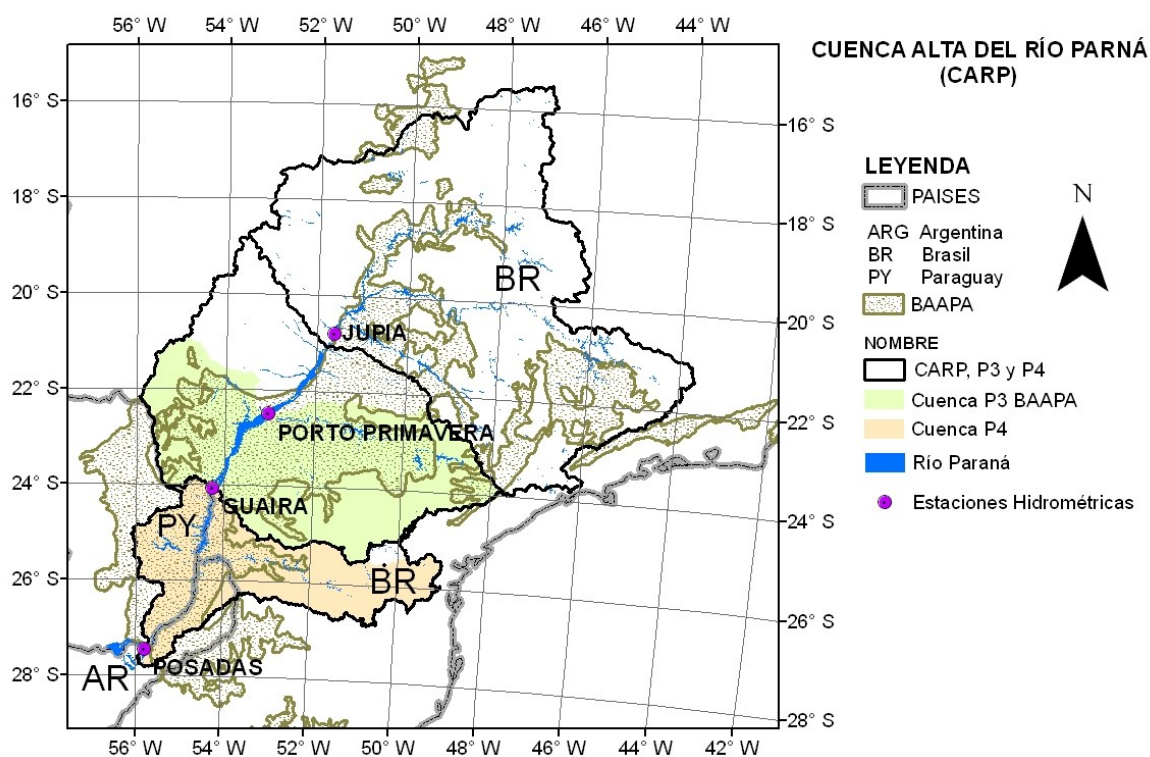 56° W 54° W 52° W 50° W 48° W 46° W 44° W
CUENCA ALTA DEL RÍO PARNÁ
(CARP)
16° S
18° S
20° S
22° S
24° S
26° S
28° S
16° S
18° S
20° S
22° S
24° S
26° S
28° S
BR
JUPIA
PORTO PRIMAVERA
GUAIRA
PY
BR
POSADAS
AR
56° W 54° W 52° W 50° W 48° W 46° W 44° W 42° W
LEYENDA
PAISES
ARG Argentina
BR Brasil
PY Paraguay
BAAPA
NOMBRE
CARP, P3 y P4
Cuenca P3 BAAPA
Cuenca P4
Río Paraná
Estaciones Hidrométricas
N